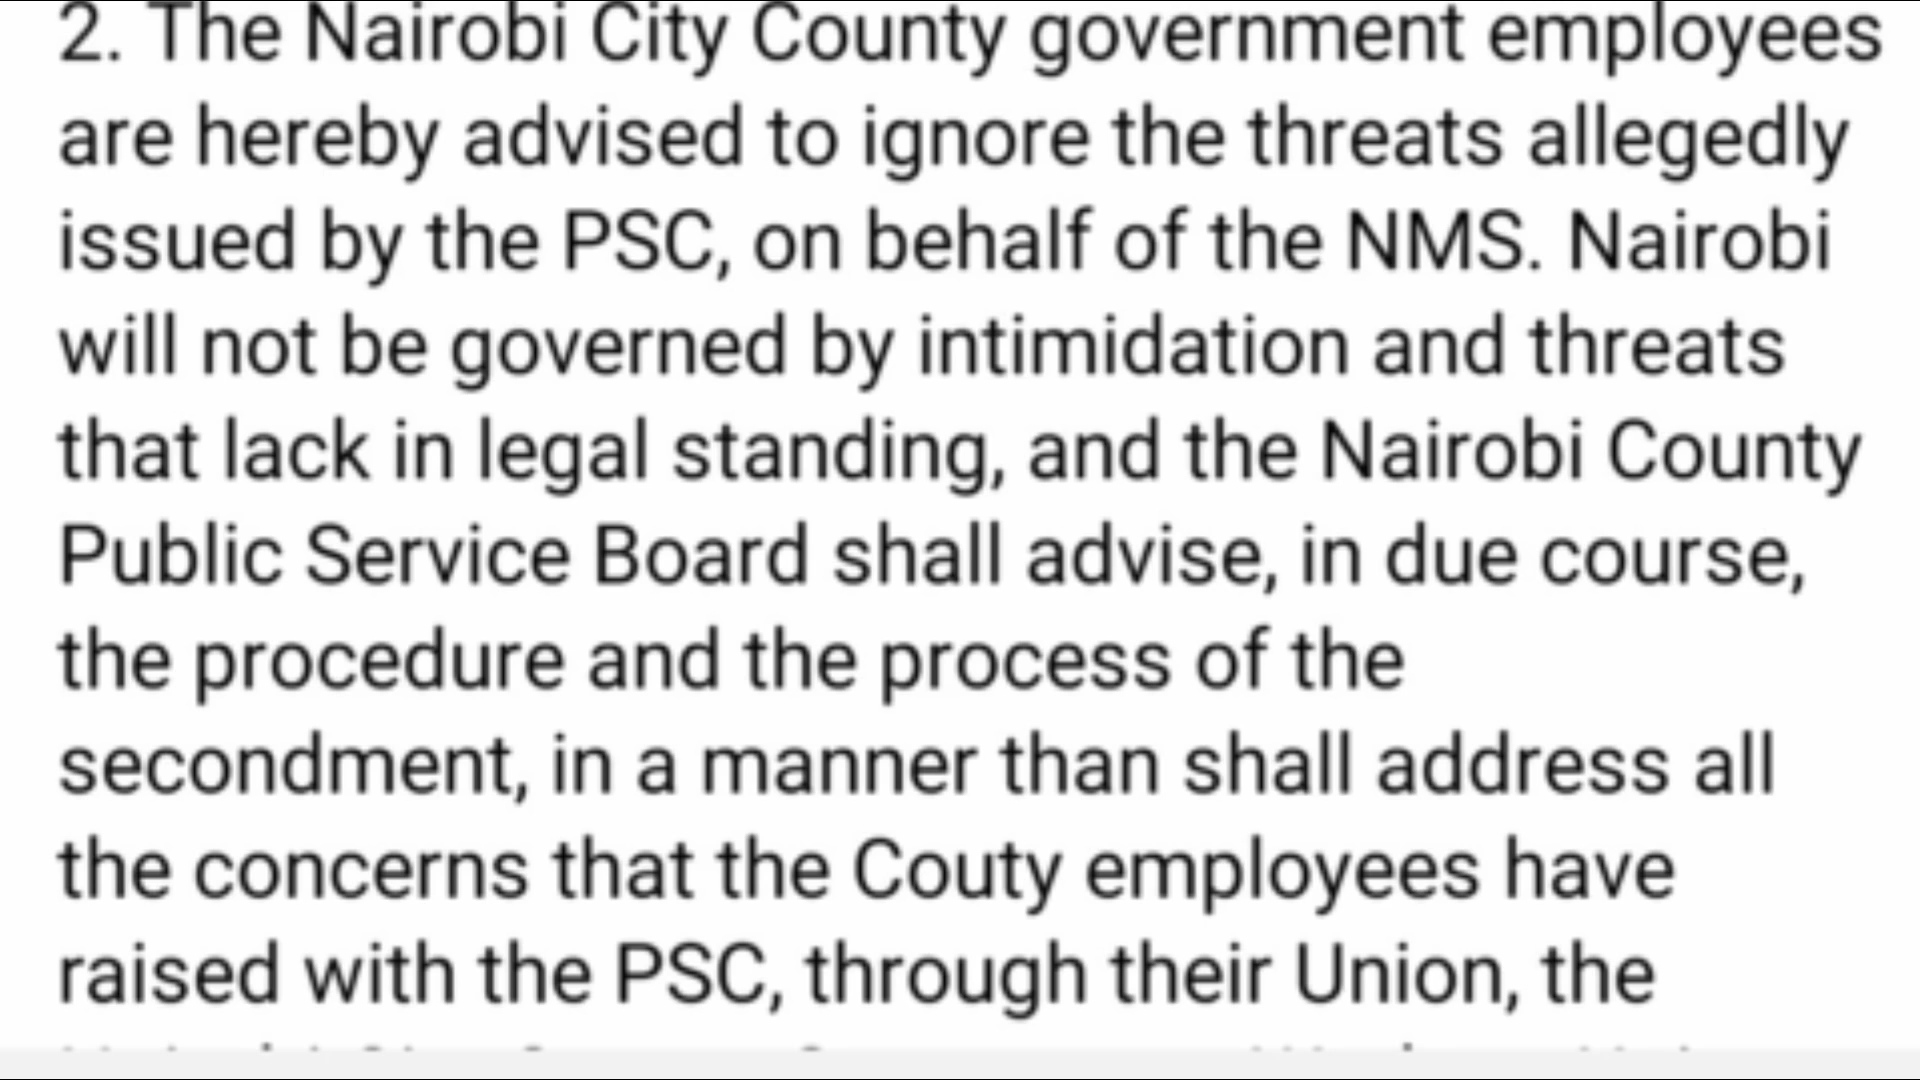 2. The Nairobi City County government employees
are hereby advised to ignore the threats allegedly
issued by the PSC, on behalf of the NMS. Nairobi
will not be governed by intimidation and threats
that lack in legal standing, and the Nairobi County
Public Service Board shall advise, in due course,
the procedure and the process of the
secondment, in a manner than shall address all
the concerns that the Couty employees have
raised with the PSC, through their Union, the